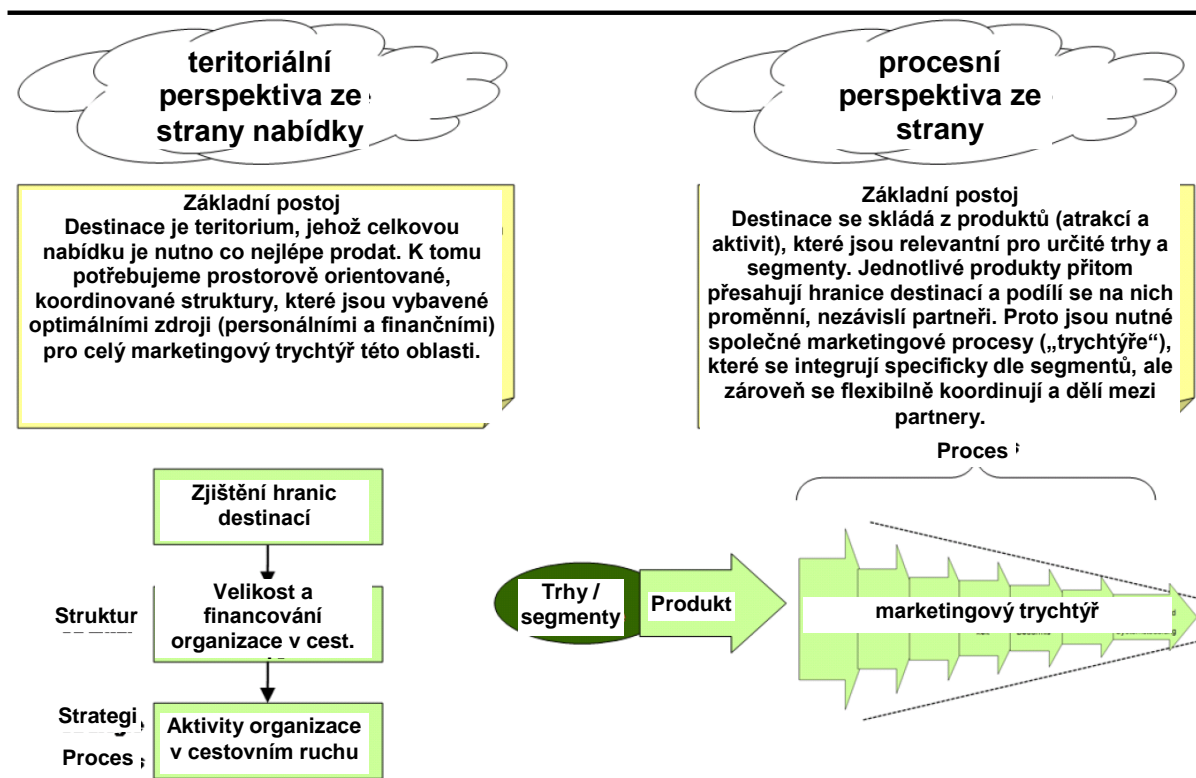 teritoriální
perspektiva ze
strany nabídky
procesní
perspektiva ze
strany
Základní postoj
Destinace je teritorium, jehož celkovou
nabídku je nutno co nejlépe prodat. K tomu
potřebujeme prostorově orientované,
koordinované struktury, které jsou vybavené
optimálními zdroji (personálními a finančními)
pro celý marketingový trychtýř této oblasti.
Základní postoj
Destinace se skládá z produktů (atrakcí a
aktivit), které jsou relevantní pro určité trhy a
segmenty. Jednotlivé produkty přitom
přesahují hranice destinací a podílí se na nich
proměnní, nezávislí partneři. Proto jsou nutné
společné marketingové procesy („trychtýře“),
které se integrují specificky dle segmentů, ale
zároveň se flexibilně koordinují a dělí mezi
partnery.
Zjištění hranic
destinací
Struktur
Velikost a
financování
organizace v cest.
Strategi
Proces
Aktivity organizace
v cestovním ruchu
Proces
Trhy /
segmenty
Produkt
marketingový trychtýř